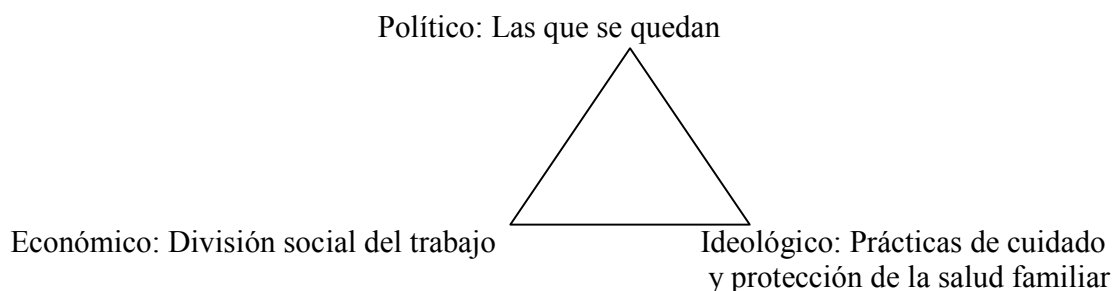 Político: Las que se quedan
Económico: División social del trabajo
Ideológico: Prácticas de cuidado
y protección de la salud familiar